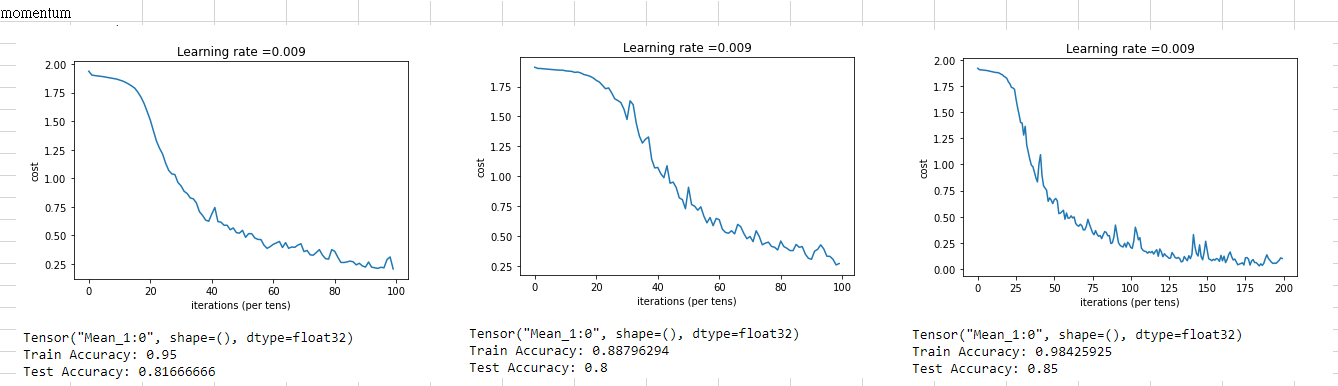 momentum
Learning rate =0.009
2.00
1.75
1.50
1.25
1.00
0.75
0.50
0.25
cost
0 20 40 60 80 100
iterations (per tens)
Tensor("Mean_1:0", shape=(), dtype=float32)
Train Accuracy: 0.95
Test Accuracy: 0.81666666
Learning rate =0.009
1.75
1.50
1.25
1.00
0.75
0.50
0.25
cost
0 20 40 60 80 100
iterations (per tens)
Tensor("Mean_1:0", shape=(), dtype=float32)
Train Accuracy: 0.88796294
Test Accuracy: 0.8
Learning rate =0.009
2.00
1.75
1.50
1.25
1.00
0.75
0.50
0.25
0.00
cost
0 25 50 75 100 125 150 175 200
iterations (per tens)
Tensor("Mean_1:0", shape=(), dtype=float32)
Train Accuracy: 0.98425925
Test Accuracy: 0.85